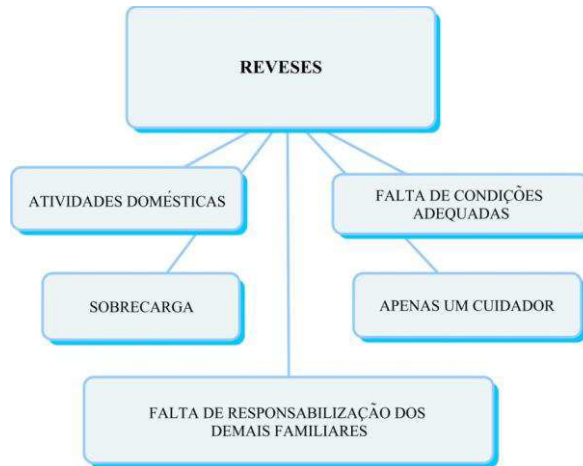 REVESES
ATIVIDADES DOMÉSTICAS
FALTA DE CONDIÇÕES
ADEQUADAS
SOBRECARGA
APENAS UM CUIDADOR
FALTA DE RESPONSABILIZAÇÃO DOS
DEMAIS FAMILIARES